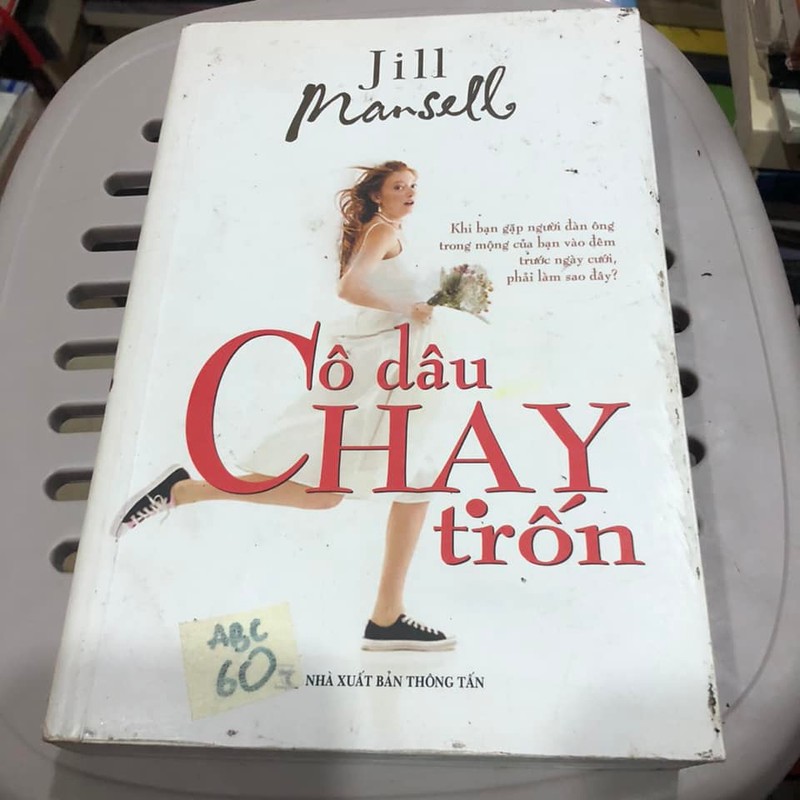 Jill
Mansell
Khi bạn gặp người đàn ông
trong mộng của bạn vào đêm
trước ngày cưới,
phải làm sao đây?
Cô dâu
CHẠY
trốn
ABC
60
NHÀ XUẤT BẢN THÔNG TẤN